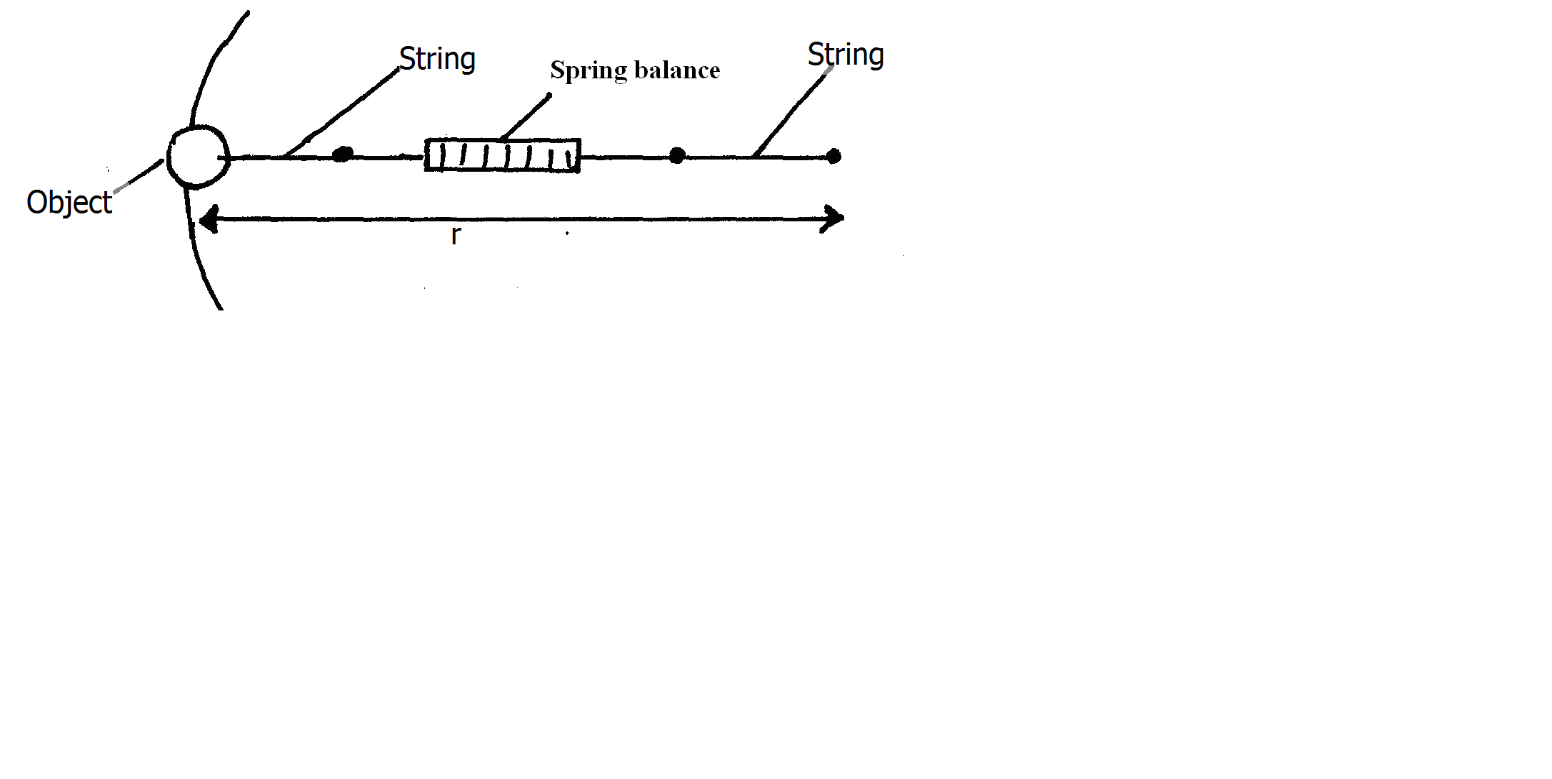 String
Spring balance
String
Object
r